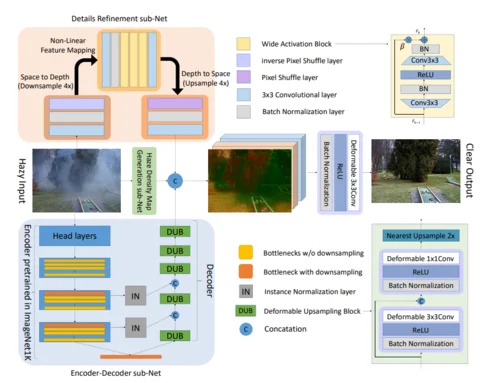 Details Refinement sub-Net
Non-Linear
Feature Mapping
Space to Depth
(Downsample 4x)
Depth to Space
(Upsample 4x)
Wide Activation Block
inverse Pixel Shuffle layer
Pixel Shuffle layer
3x3 Convolutional layer
Batch Normalization layer
β
BN
Conv3x3
ReLU
BN
Conv3x3
Hazy Input
Haze Density Map
Generation sub-Net
C
Batch Normalization
ReLU
Deformable 3x3Conv
Clear Output
Encoder pretrained in ImageNet1K
Head layers
IN
IN
DUB
DUB
C
DUB
C
DUB
DUB
Decoder
Encoder-Decoder sub-Net
Bottlenecks w/o downsampling
Bottleneck with downsampling
IN
Instance Normalization layer
DUB
Deformable Upsampling Block
C
Concatation
Nearest Upsample 2x
Deformable 1x1Conv
ReLU
Batch Normalization
C
Deformable 3x3Conv
ReLU
Batch Normalization